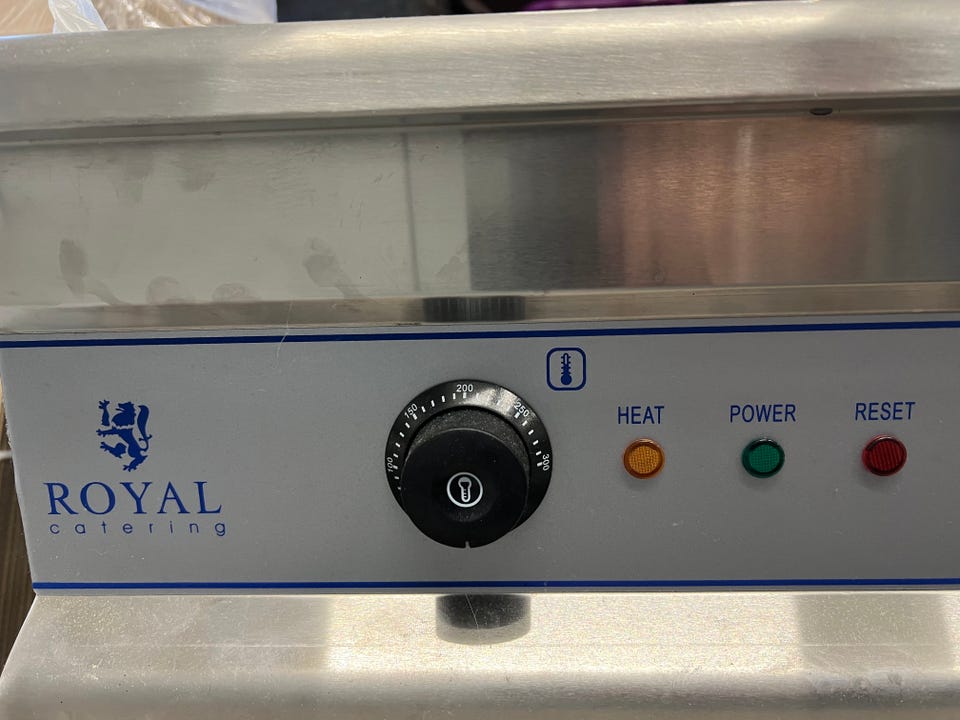 ROYAL
catering
100
150
200
250
300
HEAT
POWER
RESET